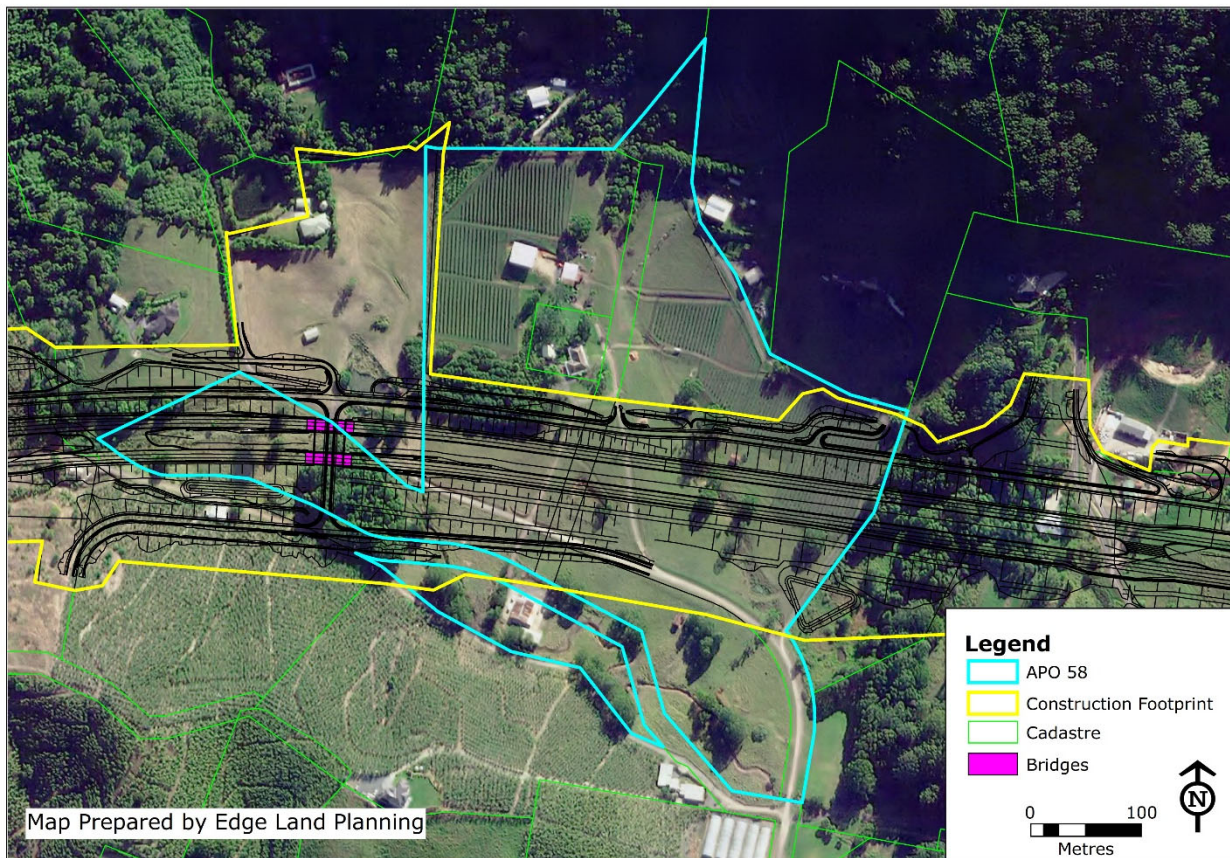 Legend
APO 58
Construction Footprint
Cadastre
Bridges
N
0 100
Metres
Map Prepared by Edge Land Planning